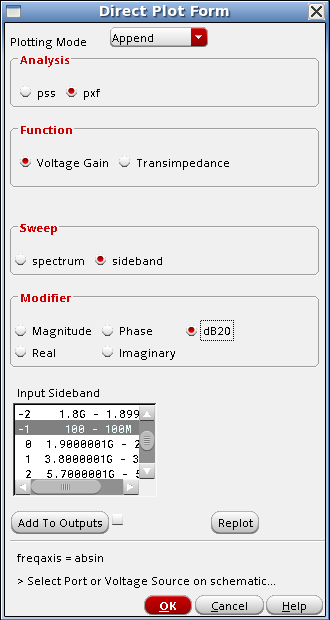 Direct Plot Form
Plotting Mode Append
Analysis
pss pxf
Function
Voltage Gain Transimpedance
Sweep
spectrum sideband
Modifier
Magnitude Phase dB20
Real Imaginary
Input Sideband
-2 1.8G - 1.899
-1 100 - 100M
0 1.9000001G - 2
1 3.8000001G - 3
2 5.7000001G - 5
Add To Outputs Replot
freqaxis = absin
> Select Port or Voltage Source on schematic...
OK Cancel Help